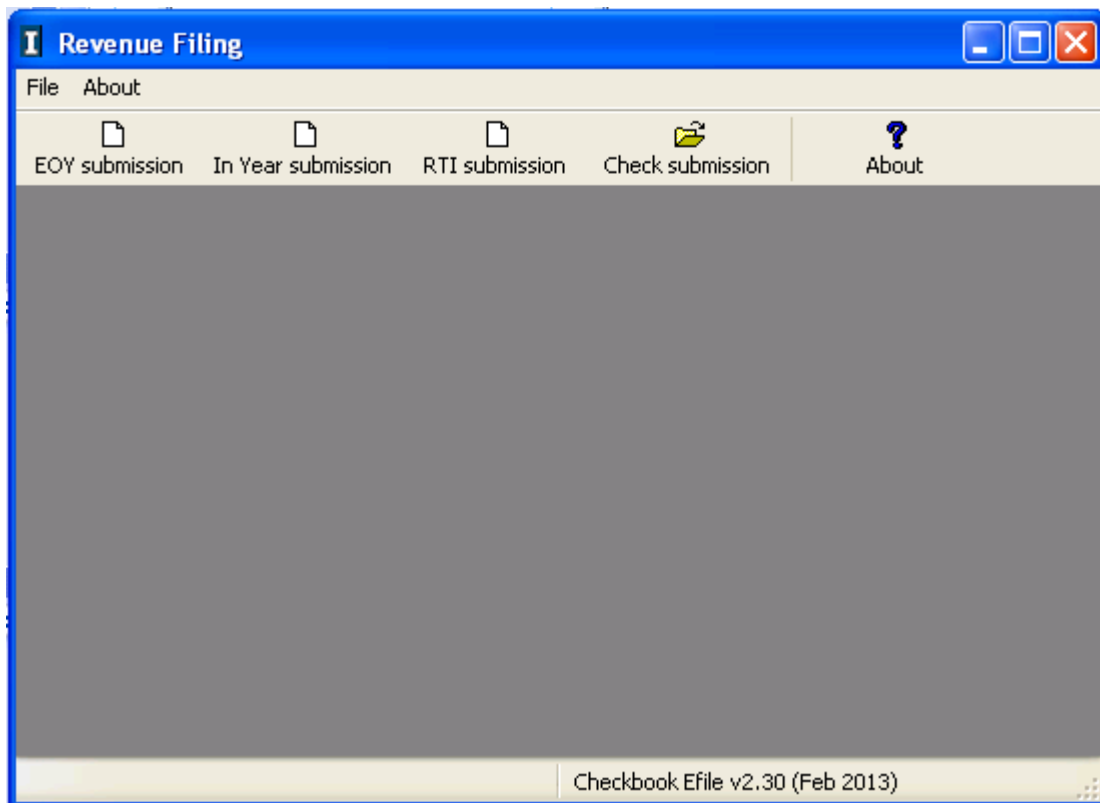 Revenue Filing
File About
EOY submission In Year submission RTI submission Check submission About
Checkbook Efile v2.30 (Feb 2013)